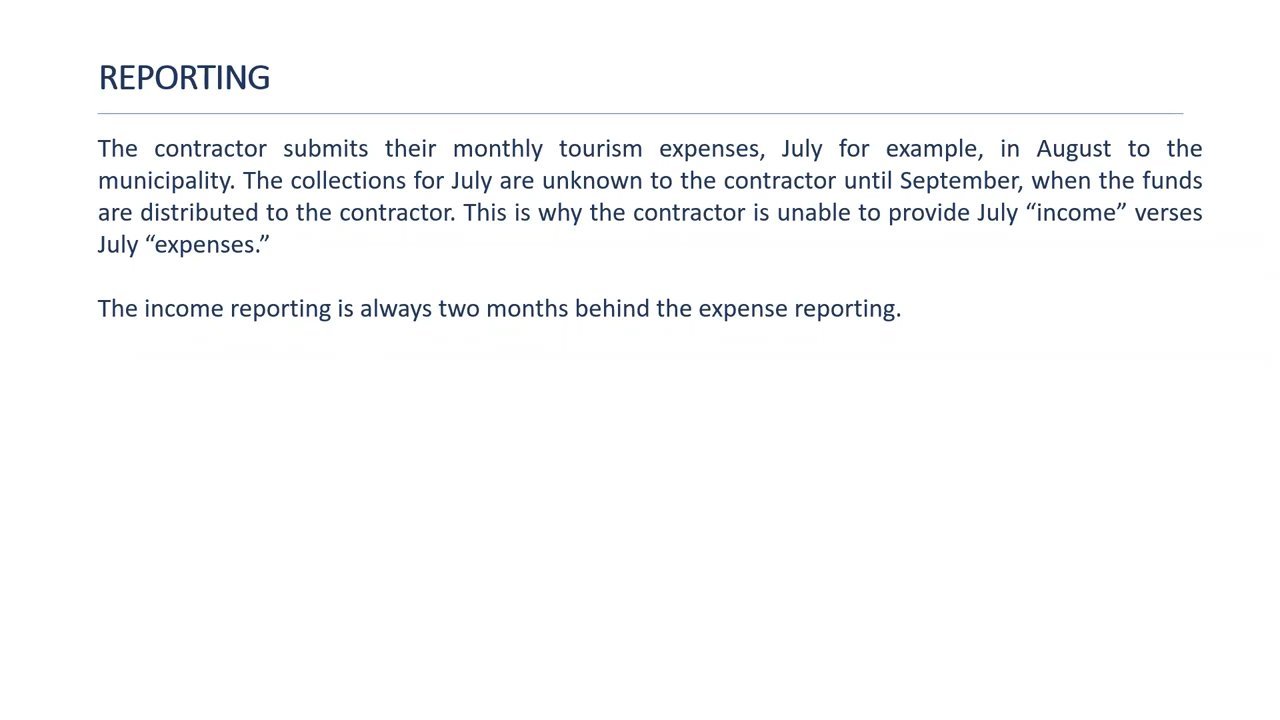 REPORTING
The contractor submits their monthly tourism expenses, July for example, in August to the
municipality. The collections for July are unknown to the contractor until September, when the funds
are distributed to the contractor. This is why the contractor is unable to provide July “income” verses
July “expenses.”
The income reporting is always two months behind the expense reporting.